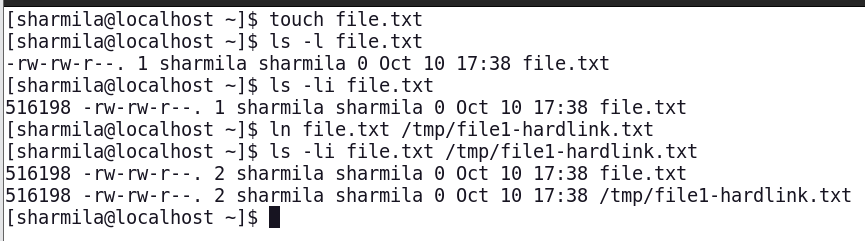 [sharmila@localhost ~]$ touch file.txt
[sharmila@localhost ~]$ ls -l file.txt
-rw-rw-r--. 1 sharmila sharmila 0 Oct 10 17:38 file.txt
[sharmila@localhost ~]$ ls -li file.txt
516198 -rw-rw-r--. 1 sharmila sharmila 0 Oct 10 17:38 file.txt
[sharmila@localhost ~]$ ln file.txt /tmp/file1-hardlink.txt
[sharmila@localhost ~]$ ls -li file.txt /tmp/file1-hardlink.txt
516198 -rw-rw-r--. 2 sharmila sharmila 0 Oct 10 17:38 file.txt
516198 -rw-rw-r--. 2 sharmila sharmila 0 Oct 10 17:38 /tmp/file1-hardlink.txt
[sharmila@localhost ~]$